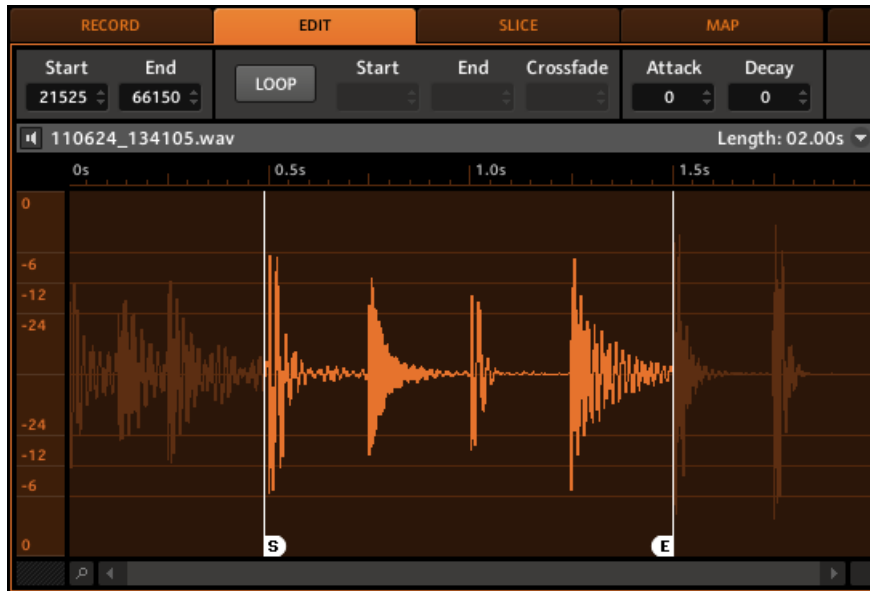 RECORD EDIT SLICE MAP
Start End LOOP Start End Crossfade Attack Decay
21525 66150 0 0
110624_134105.wav Length: 02.00s
0s 0.5s 1.0s 1.5s
0
-6
-12
-24
-24
-12
-6
0
S E